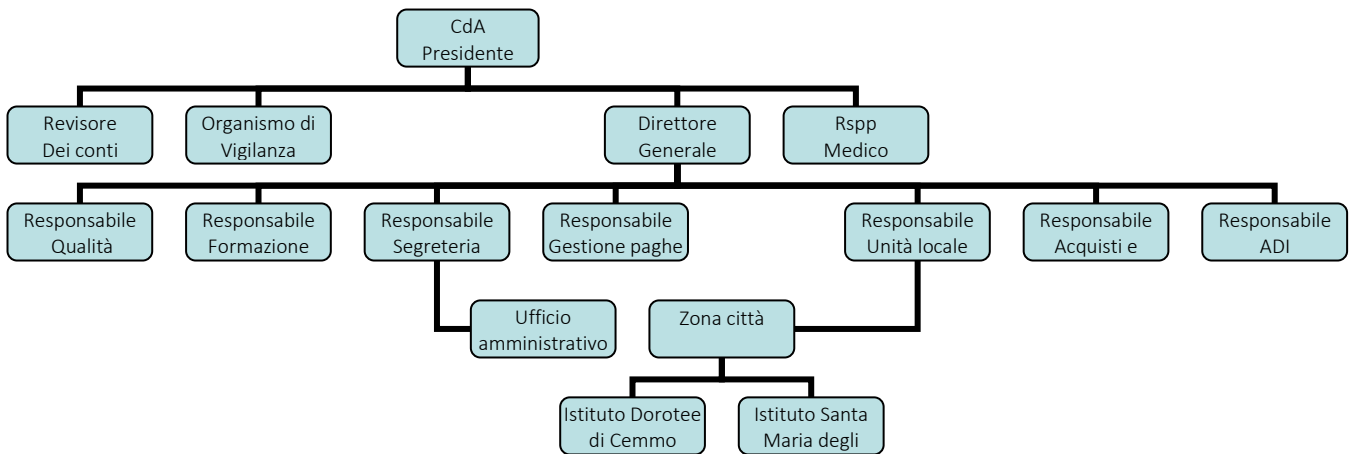 CdA
Presidente
Revisore
Dei conti
Organismo di
Vigilanza
Direttore
Generale
Rspp
Medico
Responsabile
Qualità
Responsabile
Formazione
Responsabile
Segreteria
Responsabile
Gestione paghe
Responsabile
Unità locale
Responsabile
Acquisti e
Responsabile
ADI
Ufficio
amministrativo
Zona città
Istituto Dorotee
di Cemmo
Istituto Santa
Maria degli